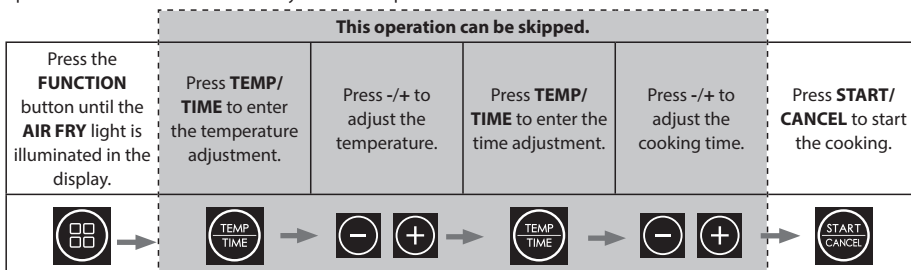 This operation can be skipped.
Press the
FUNCTION
button until the
AIR FRY light is
illuminated in the
display.
Press TEMP/
TIME to enter
the temperature
adjustment.
Press -/+ to
adjust the
temperature.
Press TEMP/
TIME to enter the
time adjustment.
Press -/+ to
adjust the
cooking time.
Press START/
CANCEL to start
the cooking.
TEMP
TIME
- +
TEMP
TIME
- +
START
CANCEL